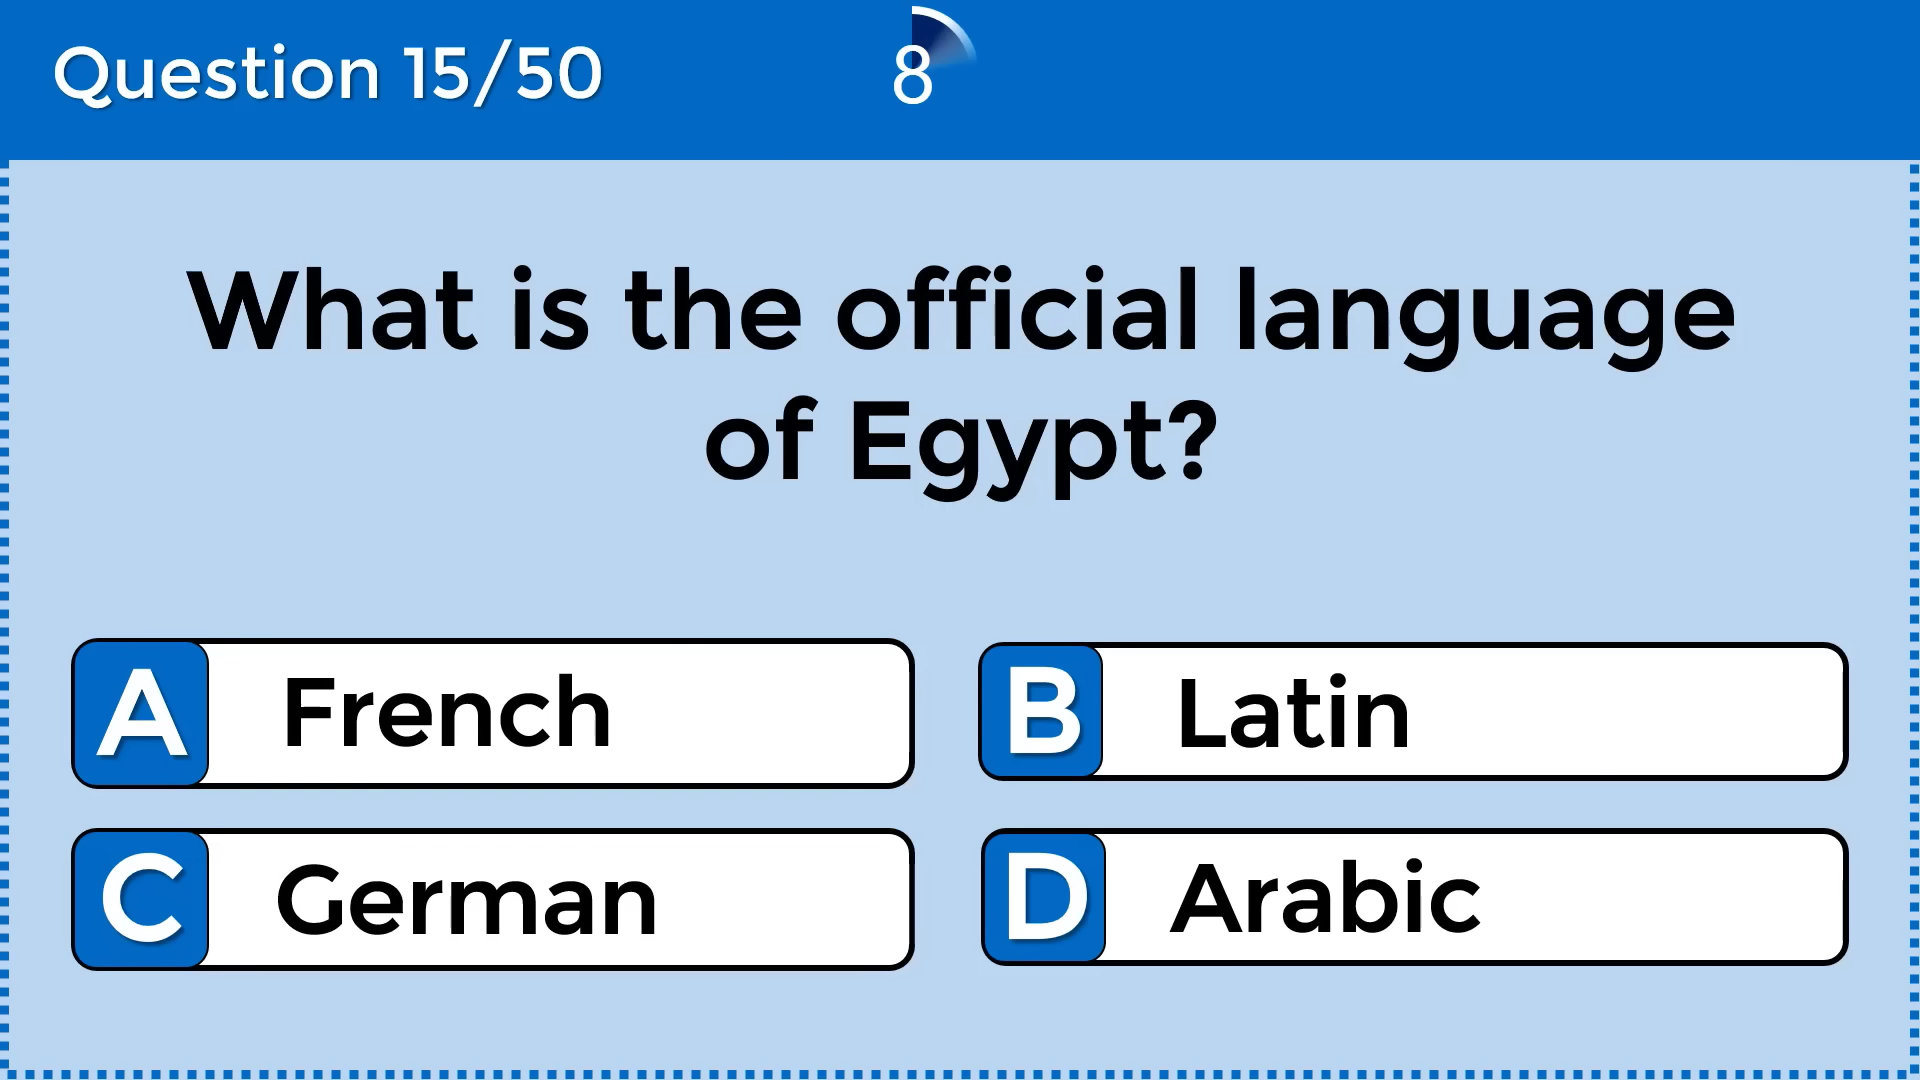 Question 15/50
8
What is the official language
of Egypt?
A French
B Latin
C German
D Arabic